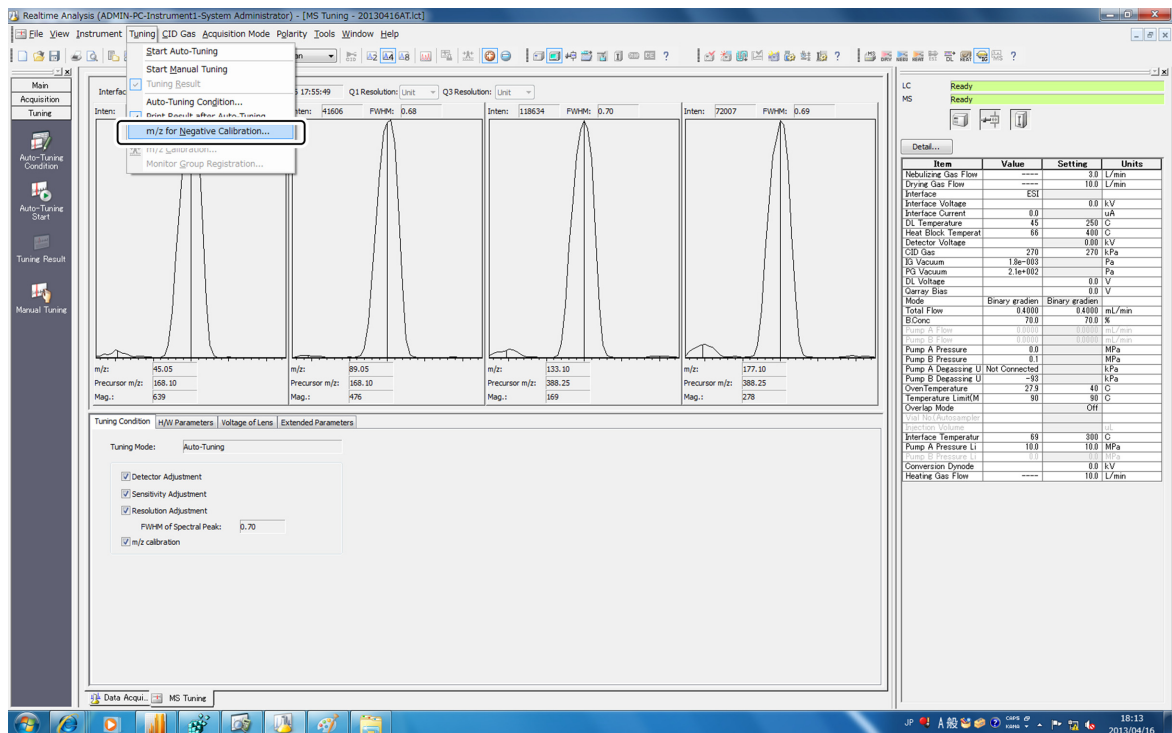 Realtime Analysis (ADMIN-PC-Instrument1-System Administrator) - [MS Tuning - 20130416AT.lct]
File View Instrument Tuning CID Gas Acquisition Mode Polarity Tools Window Help
Start Auto-Tuning
Start Manual Tuning
Tuning Result
Auto-Tuning Condition...
Print Result after Auto-Tuning
m/z for Negative Calibration...
m/z Calibration...
Monitor Group Registration...
Main
Acquisition
Tuning
Auto-Tuning
Condition
Auto-Tuning
Start
Tuning Result
Manual Tuning
17:55:49 Q1 Resolution: Unit Q3 Resolution: Unit
Inten: 41606 FWHM: 0.68 Inten: 118634 FWHM: 0.70 Inten: 72007 FWHM: 0.69
m/z: 45.05 m/z: 89.05 m/z: 133.10 m/z: 177.10
Precursor m/z: 168.10 Precursor m/z: 168.10 Precursor m/z: 388.25 Precursor m/z: 388.25
Mag.: 639 Mag.: 476 Mag.: 169 Mag.: 278
Tuning Condition H/W Parameters Voltage of Lens Extended Parameters
Tuning Mode: Auto-Tuning
Detector Adjustment
Sensitivity Adjustment
Resolution Adjustment
FWHM of Spectral Peak: 0.70
m/z calibration
Data Acqui... MS Tuning
LC Ready
MS Ready
Detail...
Item Value Setting Units
Nebulizing Gas Flow ---- 3.0 L/min
Drying Gas Flow ---- 10.0 L/min
Interface ESI
Interface Voltage 0.0 kV
Interface Current 0.0 uA
DL Temperature 45 250 C
Heat Block Temperat 66 400 C
Detector Voltage 0.00 kV
CID Gas 270 270 kPa
IG Vacuum 1.8e-003 Pa
PG Vacuum 2.1e+002 Pa
DL Voltage 0.0 V
Qarray Bias 0.0 V
Mode Binary gradien Binary gradien
Total Flow 0.4000 0.4000 mL/min
B.Conc 70.0 70.0 %
Pump A Flow 0.0000 0.0000 mL/min
Pump B Flow 0.0000 0.0000 mL/min
Pump A Pressure 0.0 MPa
Pump B Pressure 0.1 MPa
Pump A Degassing U Not Connected kPa
Pump B Degassing U -93 kPa
OvenTemperature 27.9 40 C
Temperature Limit(M 90 90 C
Overlap Mode Off
Vial No.(Autosampler
Injection Volume uL
Interface Temperatur 69 300 C
Pump A Pressure Li 10.0 10.0 MPa
Pump B Pressure Li 0.0 0.0 MPa
Conversion Dynode 0.0 kV
Heating Gas Flow ---- 10.0 L/min
JP A 般 CAPS KANA 18:13
2013/04/16